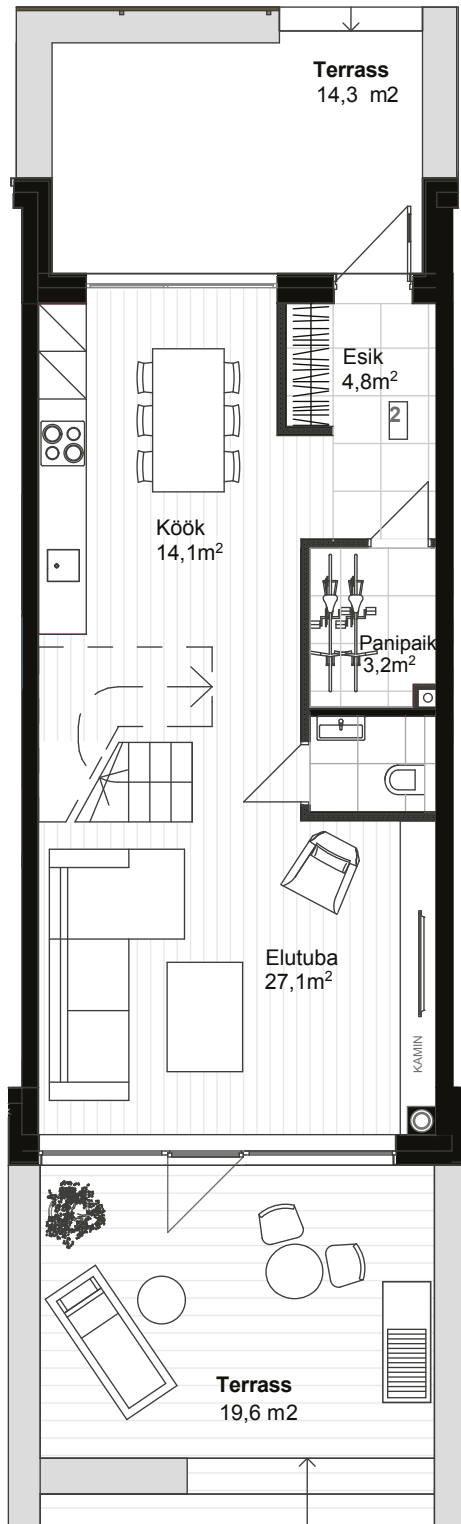 Terrass
14,3 m2
Esik
4,8m²
2
Köök
14,1m²
Panipaik
3,2m²
Elutuba
27,1m²
KAMIN
Terrass
19,6 m2